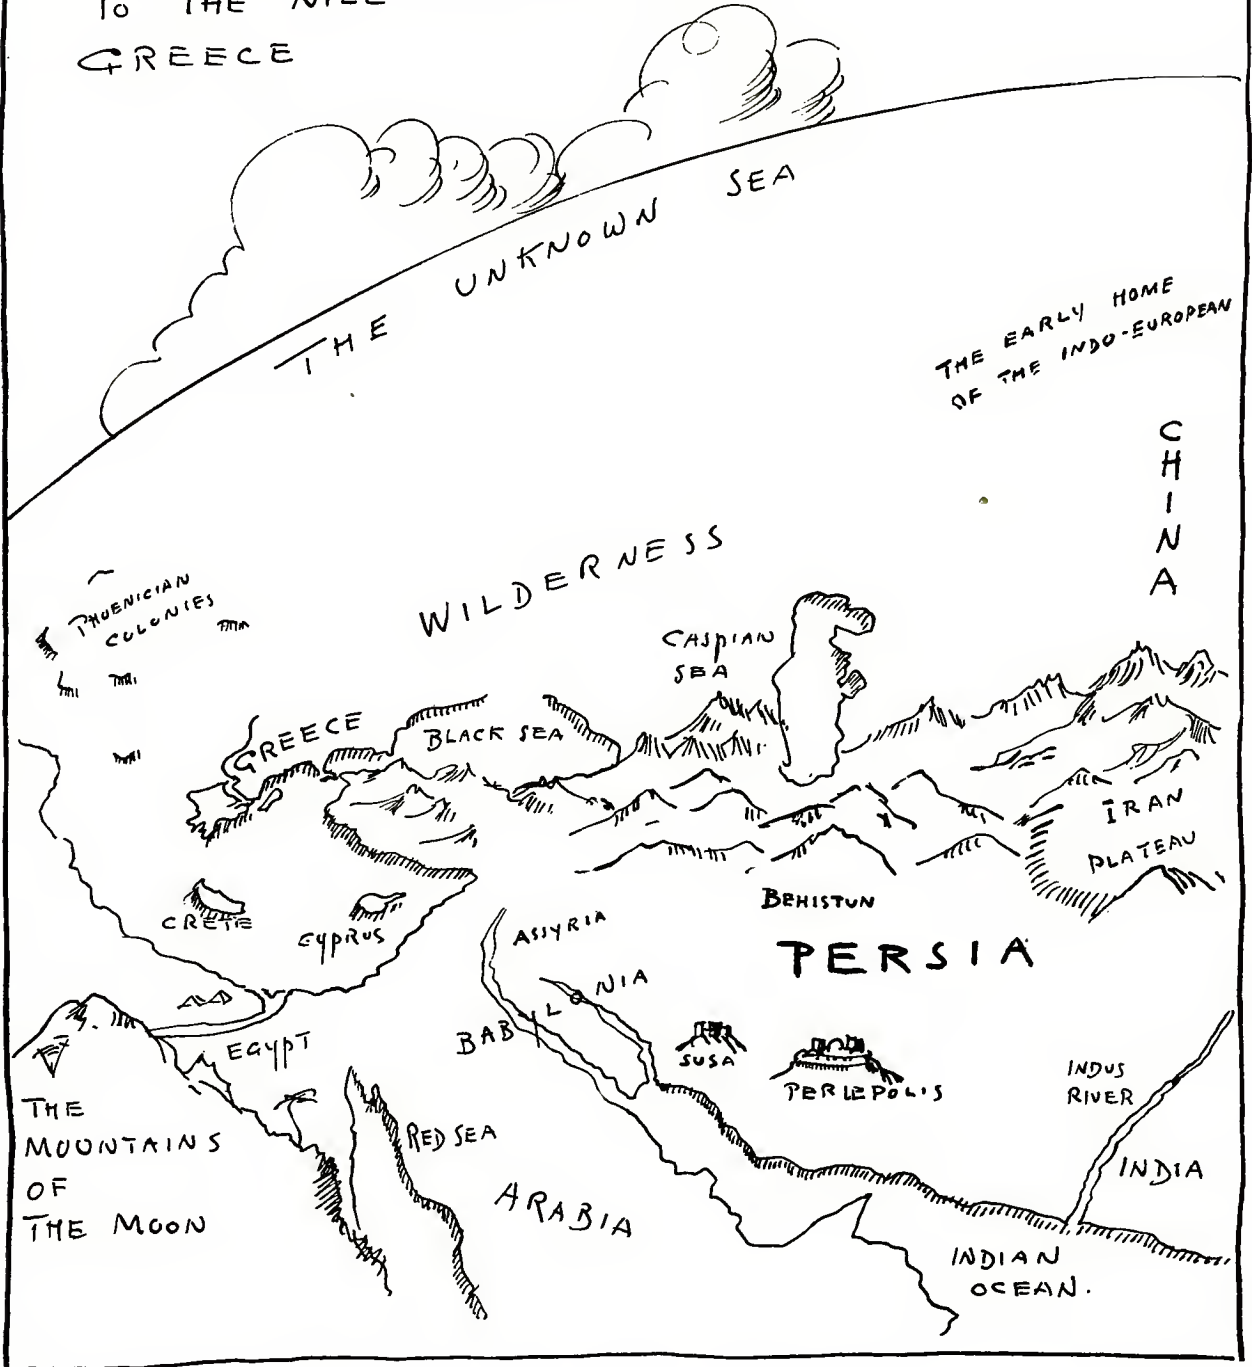 TO THE NILE
GREECE
THE UNKNOWN SEA
THE EARLY HOME
OF THE INDO-EUROPEAN
CHINA
WILDERNESS
PHOENICIAN
COLONIES
CASPIAN
SEA
GREECE
BLACK SEA
IRAN
PLATEAU
BEHISTUN
CRETE
CYPRUS
ASSYRIA
PERSIA
BABYLONIA
EGYPT
SUSA
PERSEPOLIS
INDUS
RIVER
THE
MOUNTAINS
OF
THE MOON
RED SEA
ARABIA
INDIA
INDIAN
OCEAN.